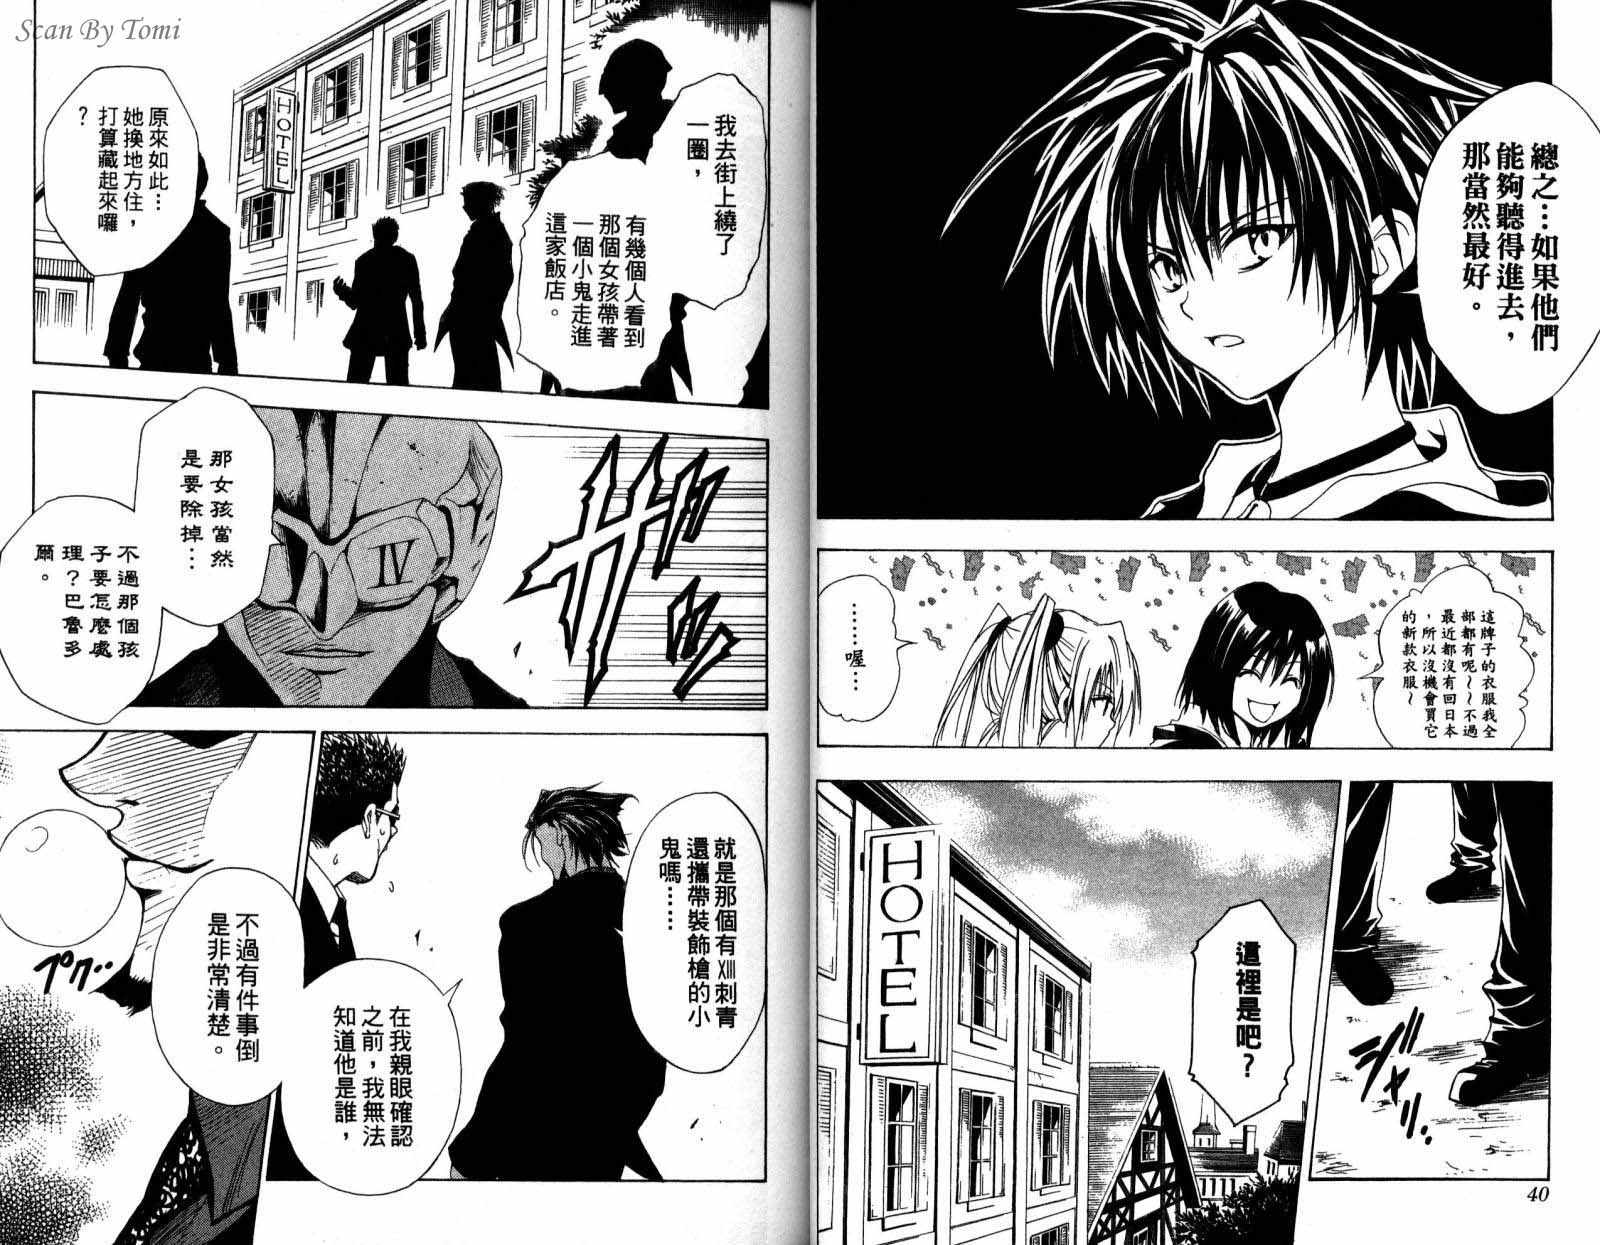 總之…如果他們
能夠聽得進去，
那當然最好。
這牌子的衣服我全
部都有呢～～不過
最近都沒有回日本
，所以沒機會買它
的新款衣服～
………喔…
ジャリ…
這裡是吧？
HOTEL
40
Scan By Tomi
我去街上繞了
一圈，
有幾個人看到
那個女孩帶著
一個小鬼走進
這家飯店。
HOTEL
原來如此…
她換地方住，
打算藏起來囉
？
ザッ
IV
那女孩當然
是要除掉…
不過那個孩
子要怎麼處
理？巴魯多
爾。
就是那個有XIII刺青
還攜帶裝飾槍的小
鬼嗎……
在我親眼確認
之前，我無法
知道他是誰，
不過有件事倒
是非常清楚。
プク…